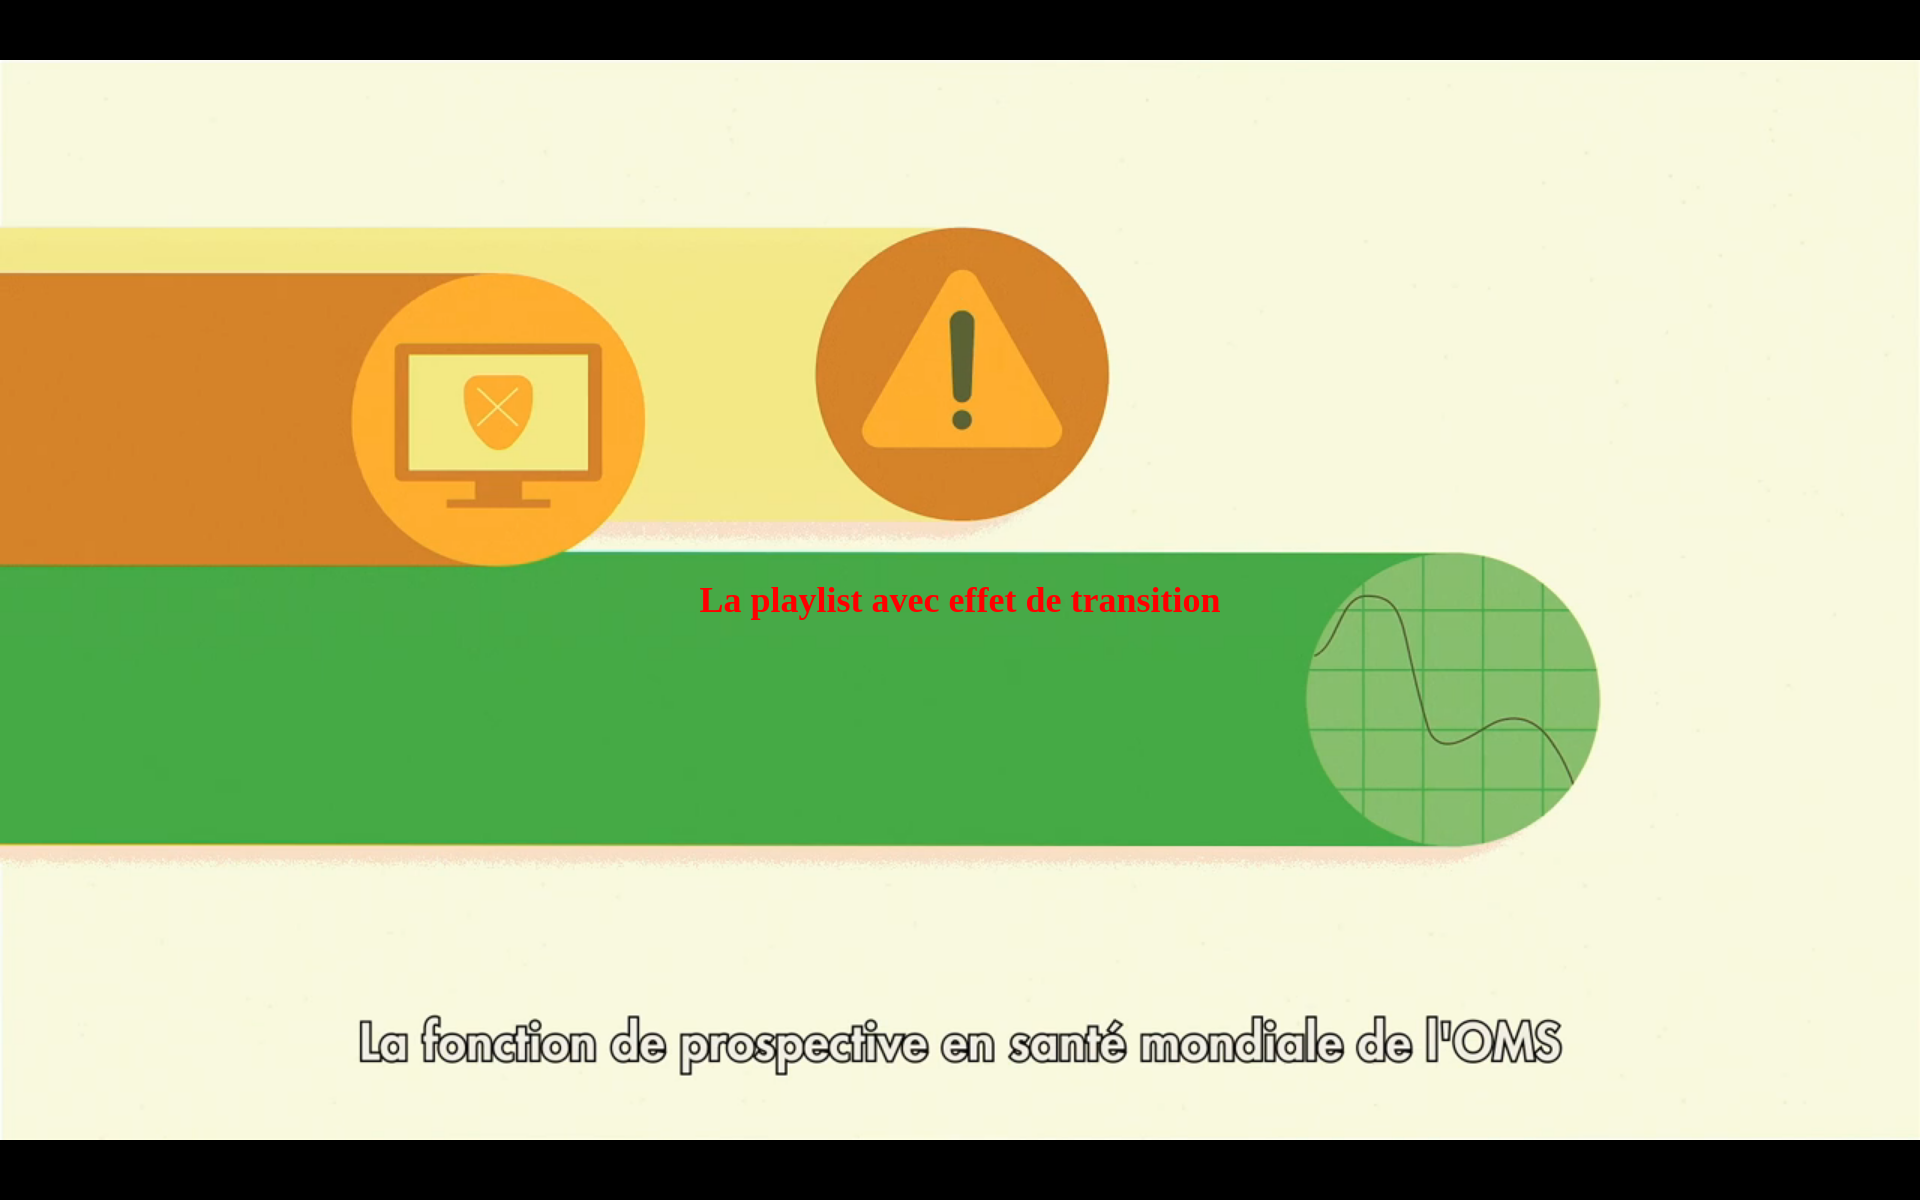 La playlist avec effet de transition
La fonction de prospective en santé mondiale de l'OMS